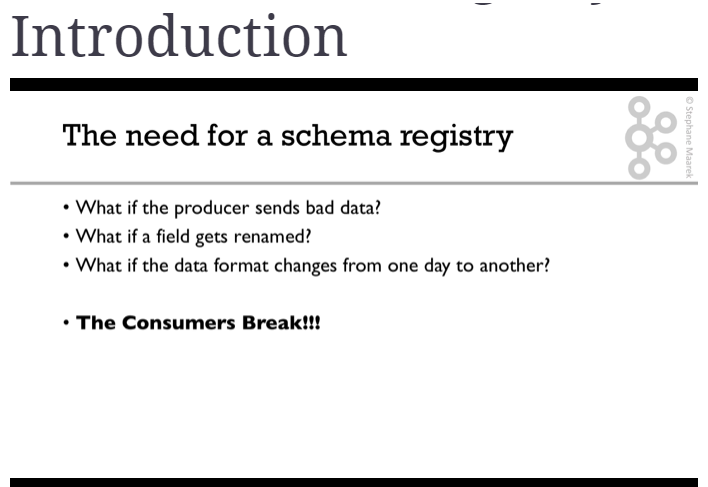 Introduction
The need for a schema registry
© Stephane Maarek
• What if the producer sends bad data?
• What if a field gets renamed?
• What if the data format changes from one day to another?
• The Consumers Break!!!